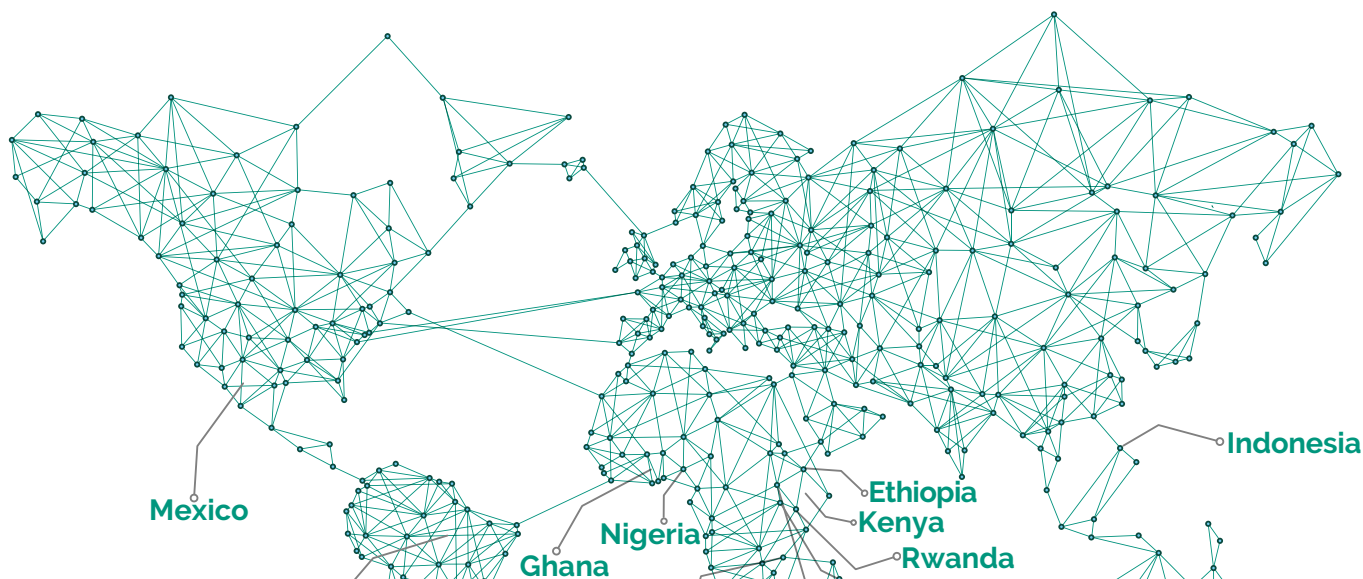 Indonesia
Mexico
Ethiopia
Kenya
Nigeria
Rwanda
Ghana